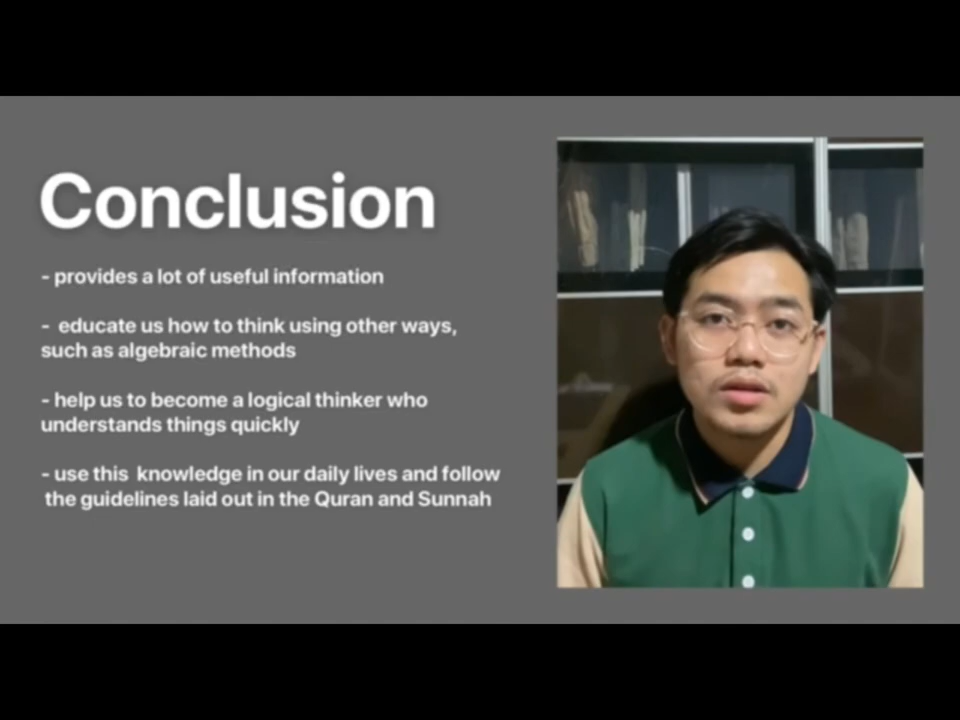 Conclusion
- provides a lot of useful information
-  educate us how to think using other ways,
such as algebraic methods
- help us to become a logical thinker who
understands things quickly
- use this  knowledge in our daily lives and follow
the guidelines laid out in the Quran and Sunnah